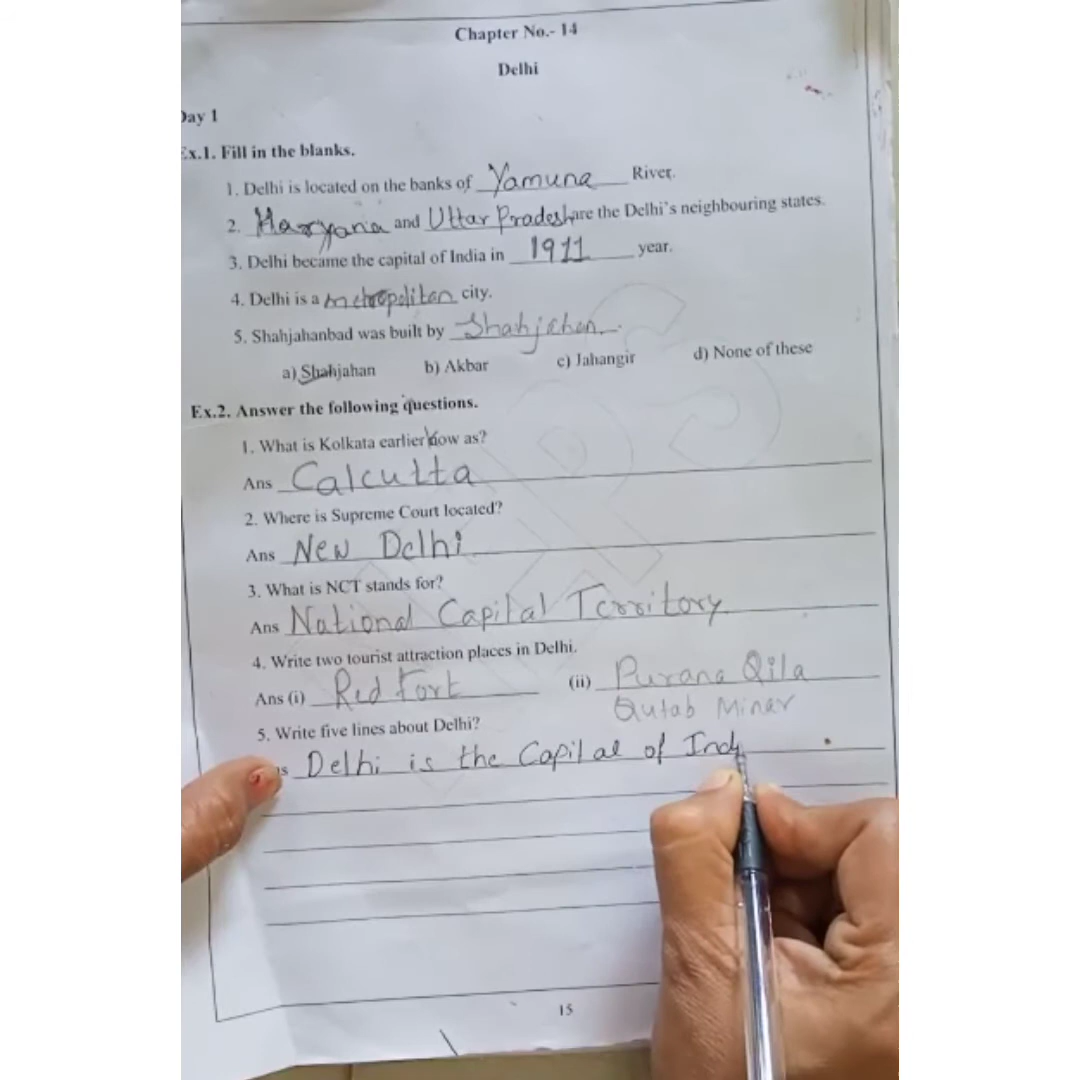 Chapter No.- 14
Delhi
Day 1
Ex.1. Fill in the blanks.
1. Delhi is located on the banks of Yamuna River.
2. Haryana and Uttar Pradesh are the Delhi's neighbouring states.
3. Delhi became the capital of India in 1911 year.
4. Delhi is a metropolitan city.
5. Shahjahanbad was built by Shahjahan.
a) Shahjahan b) Akbar c) Jahangir d) None of these
Ex.2. Answer the following questions.
1. What is Kolkata earlier know as?
Ans Calcutta
2. Where is Supreme Court located?
Ans New Delhi
3. What is NCT stands for?
Ans National Capital Territory
4. Write two tourist attraction places in Delhi.
Ans (i) Red Fort (ii) Purana Qila
Qutab Minar
5. Write five lines about Delhi?
s Delhi is the Capital of Indi
15